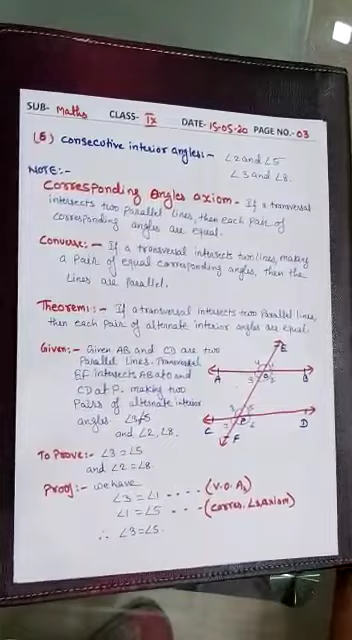 SUB- Maths CLASS- IX DATE- 15-05-20 PAGE NO.- 03
(6) Consecutive interior angles:- ∠2 and ∠5
∠3 and ∠8.
NOTE:-
Corresponding Angles axiom - If a transversal
intersects two parallel lines, then each pair of
corresponding angles are equal.
Converse:- If a transversal intersects two lines, making
a pair of equal corresponding angles, then the
lines are parallel.
Theorem1:- If a transversal intersects two parallel lines,
then each pair of alternate interior angles are equal.
Given:- Given AB and CD are two
parallel lines. Transversal
EF intersects AB at O and
CD at P. making two
Pairs of alternate interior
angles. ∠3,∠5
and ∠2,∠8.
E
A B
C P D
F
To Prove:- ∠3 = ∠5
and ∠2 = ∠8.
Proof:- we have
∠3 = ∠1 - - - - (V.O.A)
∠1 = ∠5 - - - (Corres. ∠s Axiom)
∴ ∠3 = ∠5.